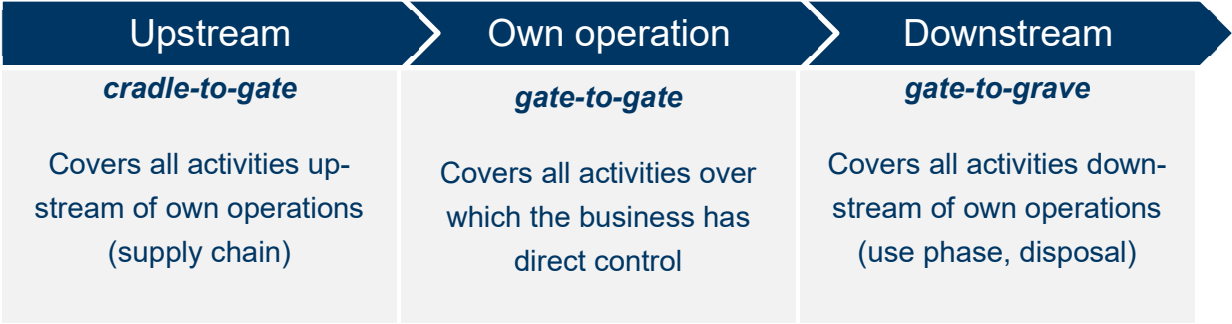 Upstream
Own operation
Downstream
cradle-to-gate
Covers all activities up-
stream of own operations
(supply chain)
gate-to-gate
Covers all activities over
which the business has
direct control
gate-to-grave
Covers all activities down-
stream of own operations
(use phase, disposal)